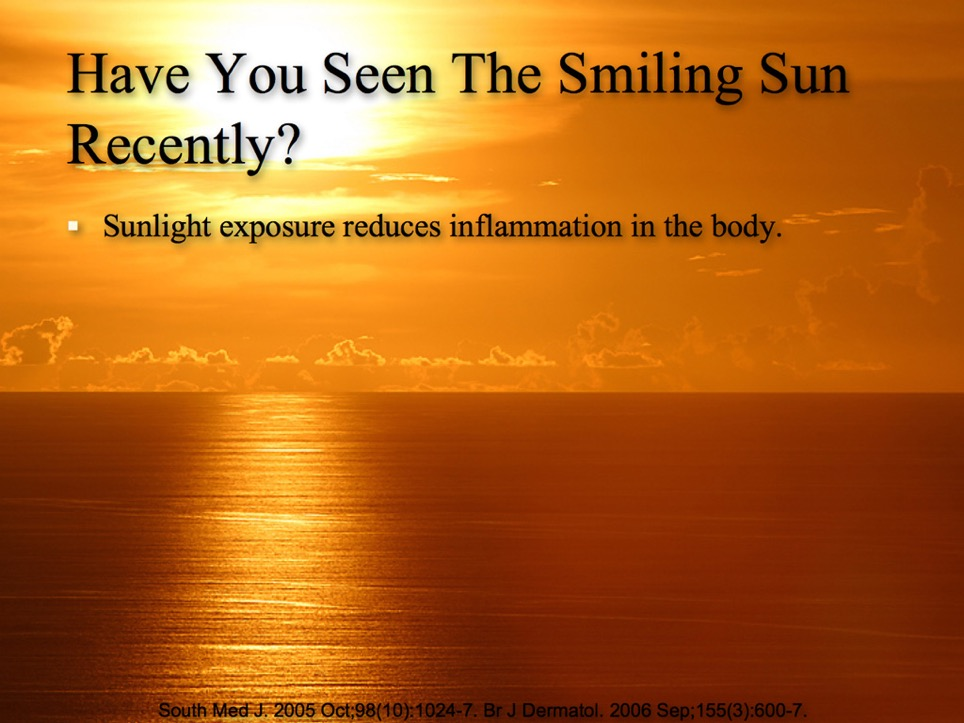 Have You Seen The Smiling Sun
Recently?
Sunlight exposure reduces inflammation in the body.
South Med J. 2005 Oct;98(10):1024-7. Br J Dermatol. 2006 Sep;155(3):600-7.